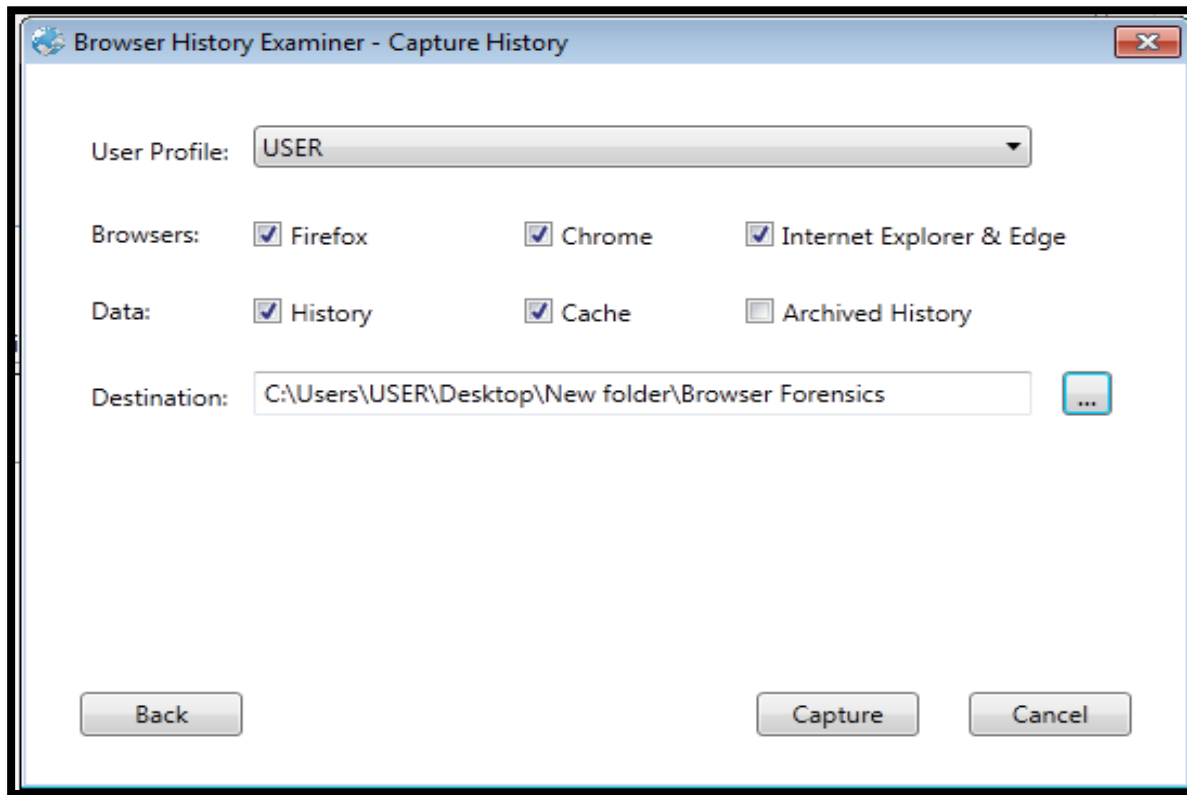 Browser History Examiner - Capture History
User Profile: USER
Browsers: Firefox Chrome Internet Explorer & Edge
Data: History Cache Archived History
Destination: C:\Users\USER\Desktop\New folder\Browser Forensics ...
Back Capture Cancel